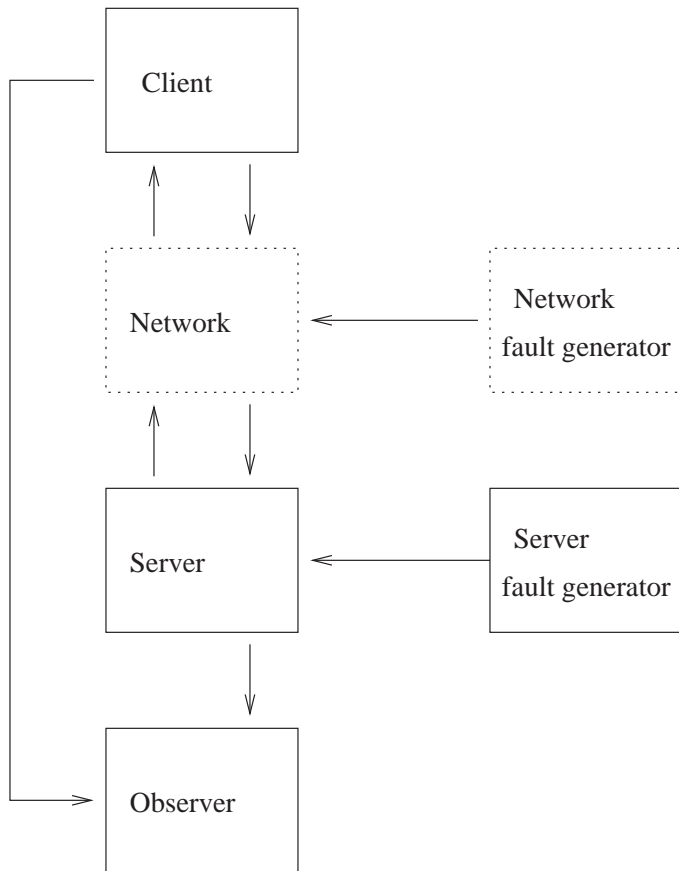 Client
Network
Network
fault generator
Server
Server
fault generator
Observer